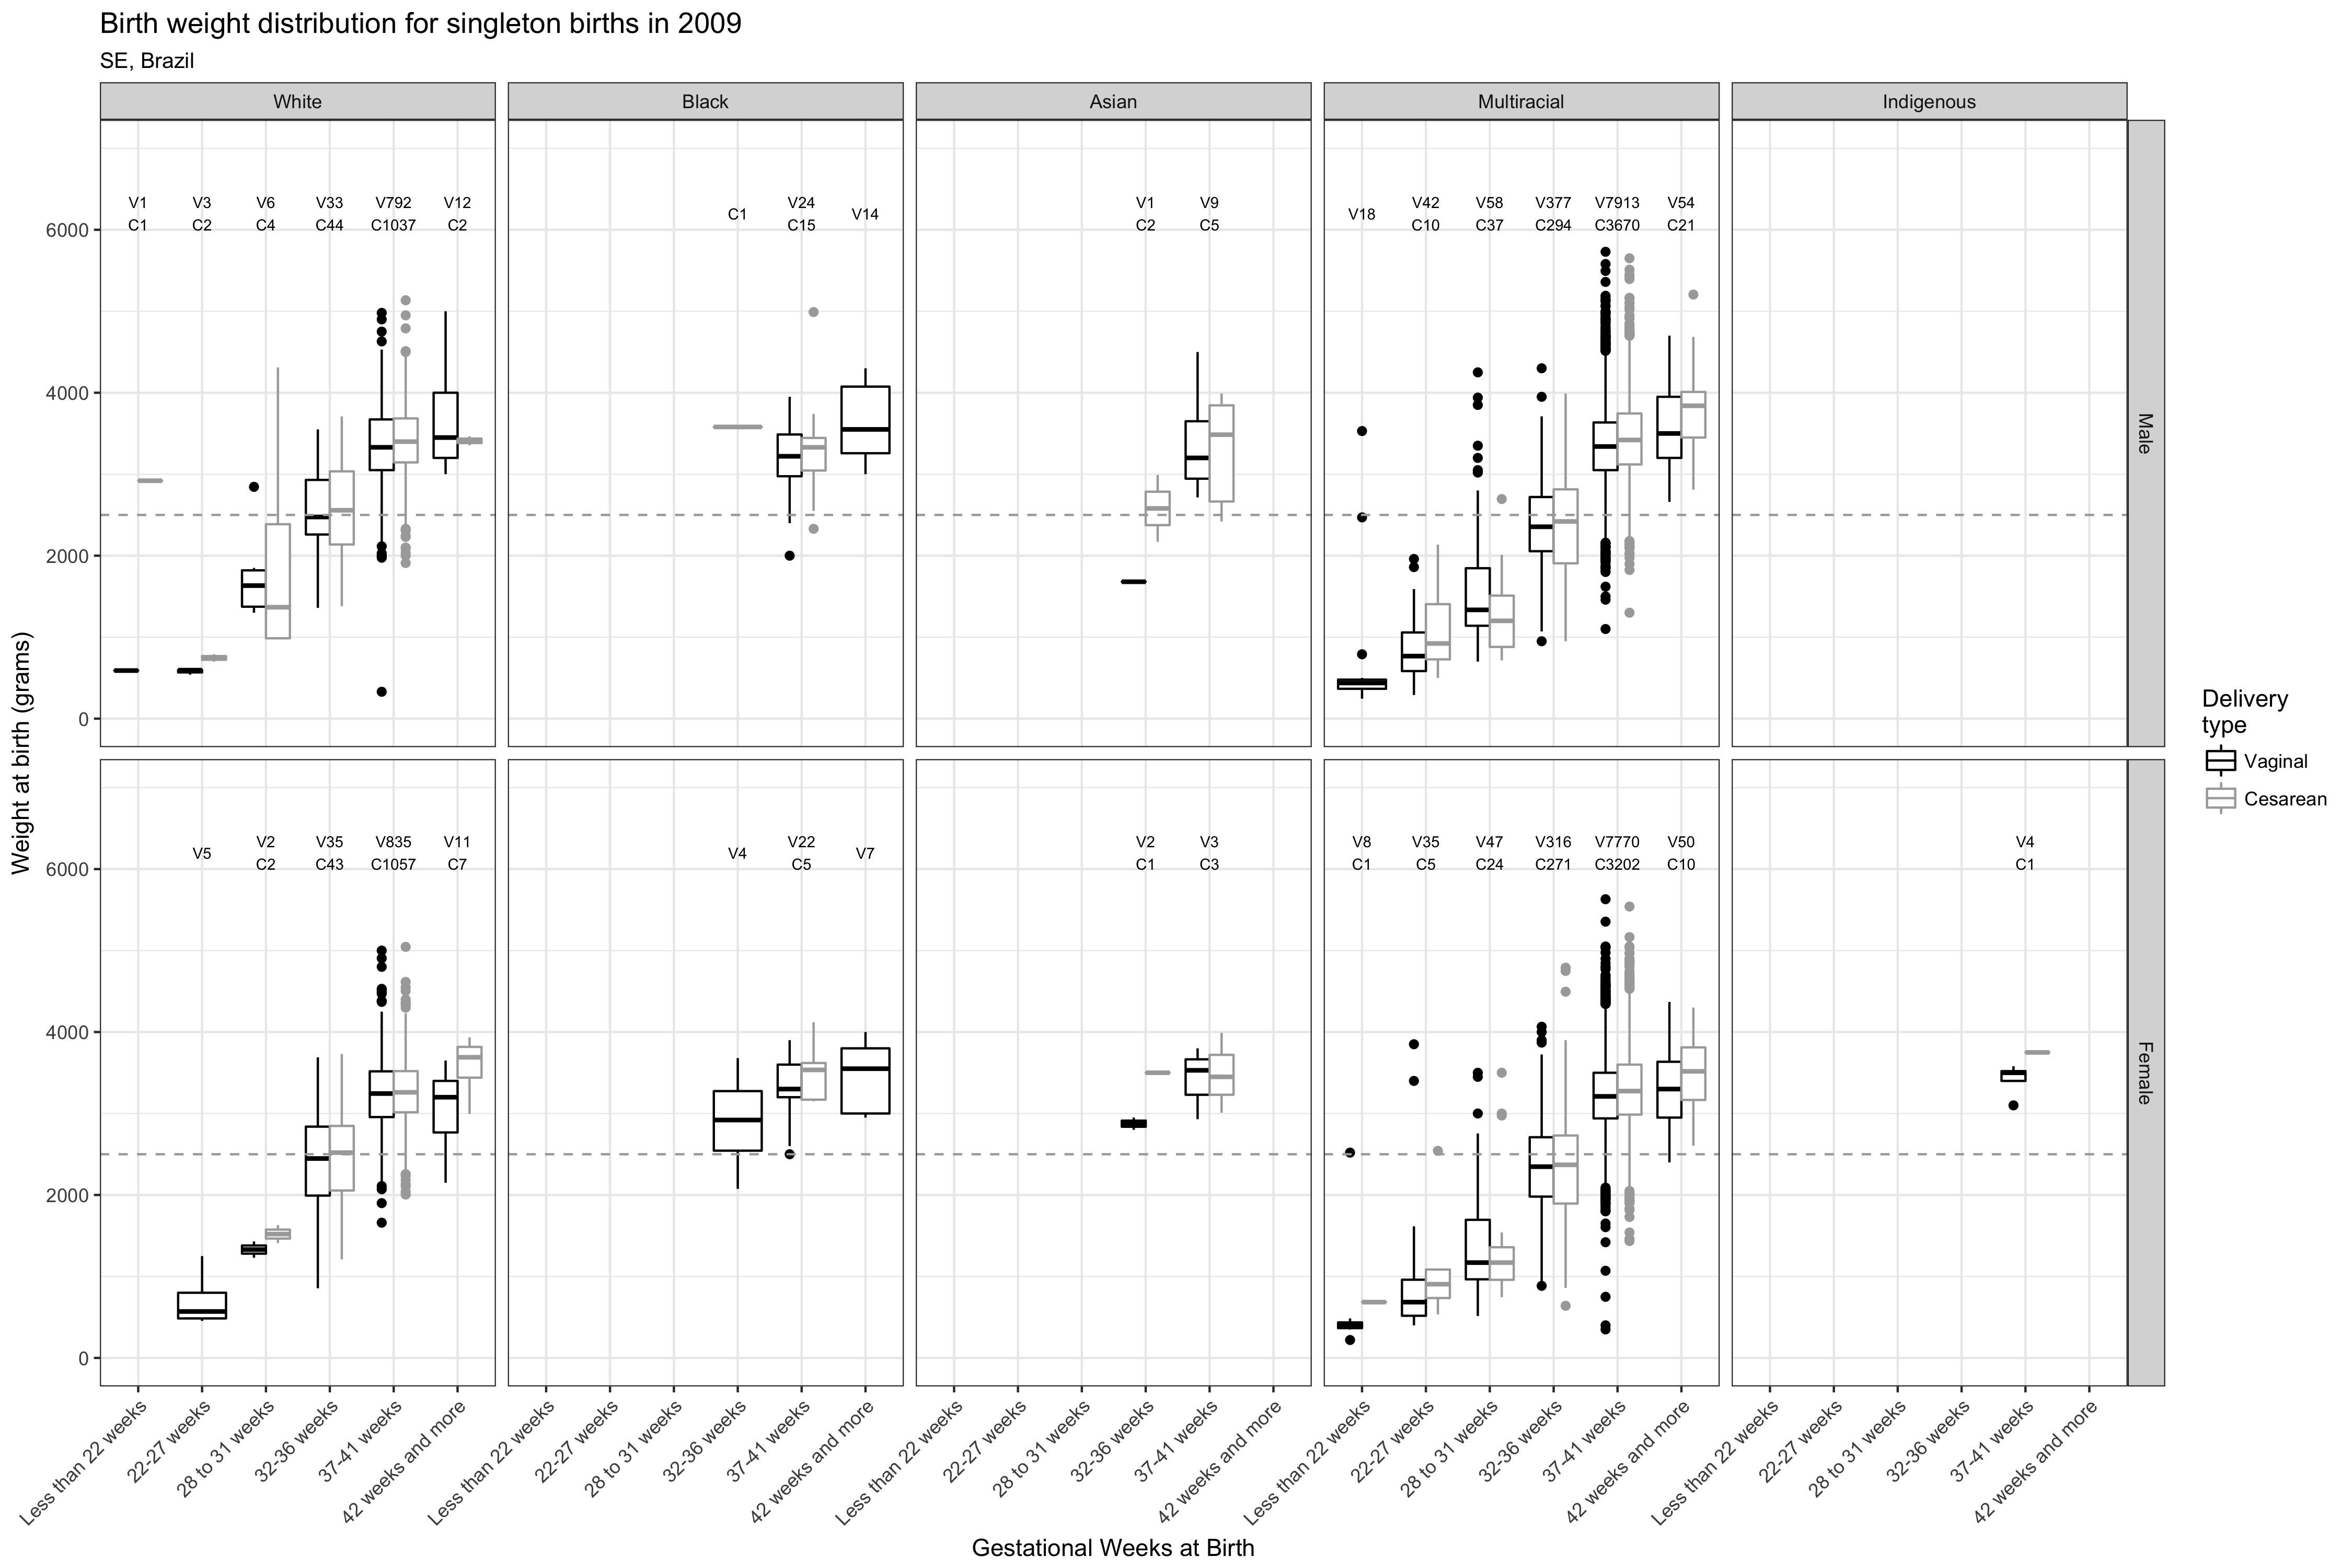 Birth weight distribution for singleton births in 2009
SE, Brazil
White
Black
Asian
Multiracial
Indigenous
Male
Female
Weight at birth (grams)
6000
4000
2000
0
V1 V3 V6 V33 V792 V12
C1 C2 C4 C44 C1037 C2
C1 V24 V14
C15
V1 V9
C2 C5
V18 V42 V58 V377 V7913 V54
C10 C37 C294 C3670 C21
6000
4000
2000
0
V5 V2 V35 V835 V11
C2 C43 C1057 C7
V4 V22 V7
C5
V2 V3
C1 C3
V8 V35 V47 V316 V7770 V50
C1 C5 C24 C271 C3202 C10
V4
C1
Less than 22 weeks
22-27 weeks
28 to 31 weeks
32-36 weeks
37-41 weeks
42 weeks and more
Less than 22 weeks
22-27 weeks
28 to 31 weeks
32-36 weeks
37-41 weeks
42 weeks and more
Less than 22 weeks
22-27 weeks
28 to 31 weeks
32-36 weeks
37-41 weeks
42 weeks and more
Less than 22 weeks
22-27 weeks
28 to 31 weeks
32-36 weeks
37-41 weeks
42 weeks and more
Less than 22 weeks
22-27 weeks
28 to 31 weeks
32-36 weeks
37-41 weeks
42 weeks and more
Gestational Weeks at Birth
Delivery
type
Vaginal
Cesarean